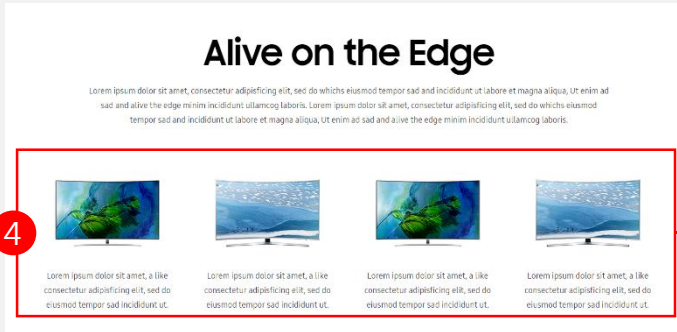 Alive on the Edge
Lorem ipsum dolor sit amet, consectetur adipisficing elit, sed do whichs eiusmod tempor sad and incididunt ut labore et magna aliqua, Ut enim ad
sad and alive the edge minim incididunt ullamcog laboris. Lorem ipsum dolor sit amet, consectetur adipisficing elit, sed do whichs eiusmod
tempor sad and incididunt ut labore et magna aliqua, Ut enim ad sad and alive the edge minim incididunt ullamcog laboris.
4
Lorem ipsum dolor sit amet, a like
consectetur adipisficing elit, sed do
eiusmod tempor sad incididunt ut.
Lorem ipsum dolor sit amet, a like
consectetur adipisficing elit, sed do
eiusmod tempor sad incididunt ut.
Lorem ipsum dolor sit amet, a like
consectetur adipisficing elit, sed do
eiusmod tempor sad incididunt ut.
Lorem ipsum dolor sit amet, a like
consectetur adipisficing elit, sed do
eiusmod tempor sad incididunt ut.